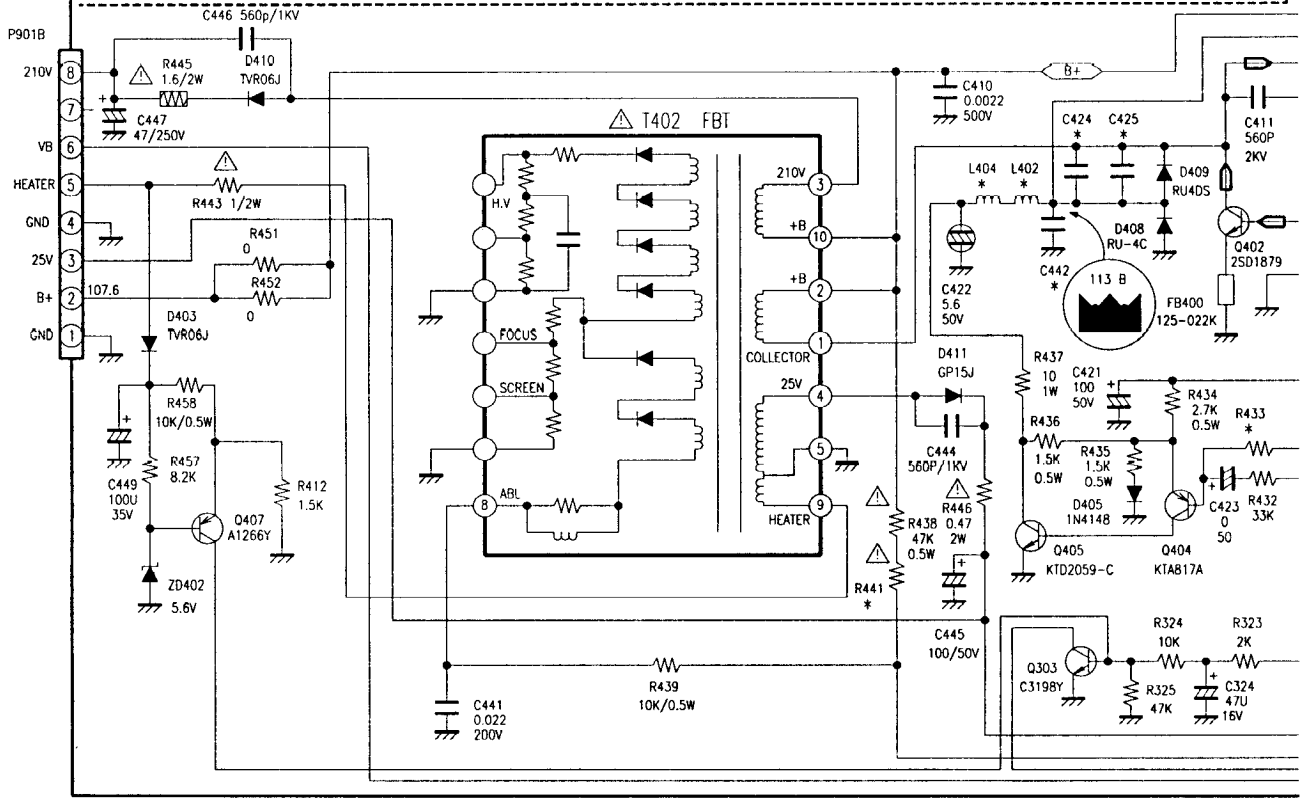 C446 560p/1KV
P901B
8
210V
R445
1.6/2W
D410
TVR06J
7
+
C447
47/250V
VB
6
HEATER
5
R443 1/2W
GND
4
R451
0
25V
3
R452
0
B+
2
107.6
GND
1
D403
TVR06J
R458
10K/0.5W
+
R457
8.2K
C449
100U
35V
R412
1.5K
Q407
A1266Y
ZD402
5.6V
T402 FBT
H.V
FOCUS
SCREEN
8
ABL
210V
3
+B
10
+B
2
COLLECTOR
1
25V
4
5
HEATER
9
C441
0.022
200V
R439
10K/0.5W
B+
C410
0.0022
500V
C424
*
C425
*
C411
560P
2KV
L404
*
L402
*
D409
RU4DS
D408
RU-4C
Q402
2SD1879
C422
5.6
50V
C442
*
113 B
FB400
125-022K
D411
GP15J
C444
560P/1KV
R438
47K
0.5W
R441
*
R446
0.47
2W
+
C445
100/50V
R437
10
1W
C421
100
50V
+
R434
2.7K
0.5W
R433
*
R436
1.5K
0.5W
R435
1.5K
0.5W
D405
1N4148
+
C423
0
50
R432
33K
Q405
KTD2059-C
Q404
KTA817A
Q303
C3198Y
R324
10K
R323
2K
R325
47K
+
C324
47U
16V